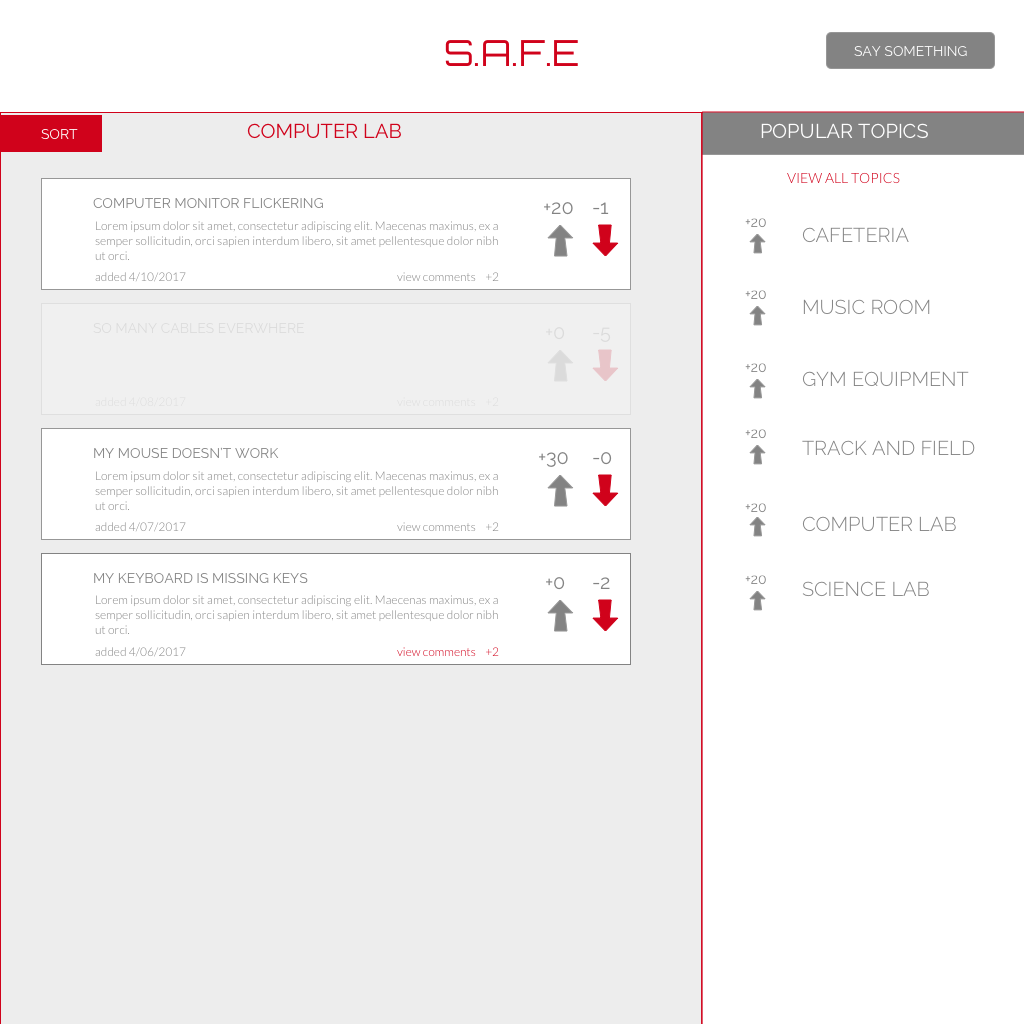 S.A.F.E
SAY SOMETHING
SORT
COMPUTER LAB
COMPUTER MONITOR FLICKERING
+20 -1
Lorem ipsum dolor sit amet, consectetur adipiscing elit. Maecenas maximus, ex a
semper sollicitudin, orci sapien interdum libero, sit amet pellentesque dolor nibh
ut orci.
added 4/10/2017
view comments +2
SO MANY CABLES EVERWHERE
+0 -5
added 4/08/2017
view comments +2
MY MOUSE DOESN'T WORK
+30 -0
Lorem ipsum dolor sit amet, consectetur adipiscing elit. Maecenas maximus, ex a
semper sollicitudin, orci sapien interdum libero, sit amet pellentesque dolor nibh
ut orci.
added 4/07/2017
view comments +2
MY KEYBOARD IS MISSING KEYS
+0 -2
Lorem ipsum dolor sit amet, consectetur adipiscing elit. Maecenas maximus, ex a
semper sollicitudin, orci sapien interdum libero, sit amet pellentesque dolor nibh
ut orci.
added 4/06/2017
view comments +2
POPULAR TOPICS
VIEW ALL TOPICS
+20
CAFETERIA
+20
MUSIC ROOM
+20
GYM EQUIPMENT
+20
TRACK AND FIELD
+20
COMPUTER LAB
+20
SCIENCE LAB